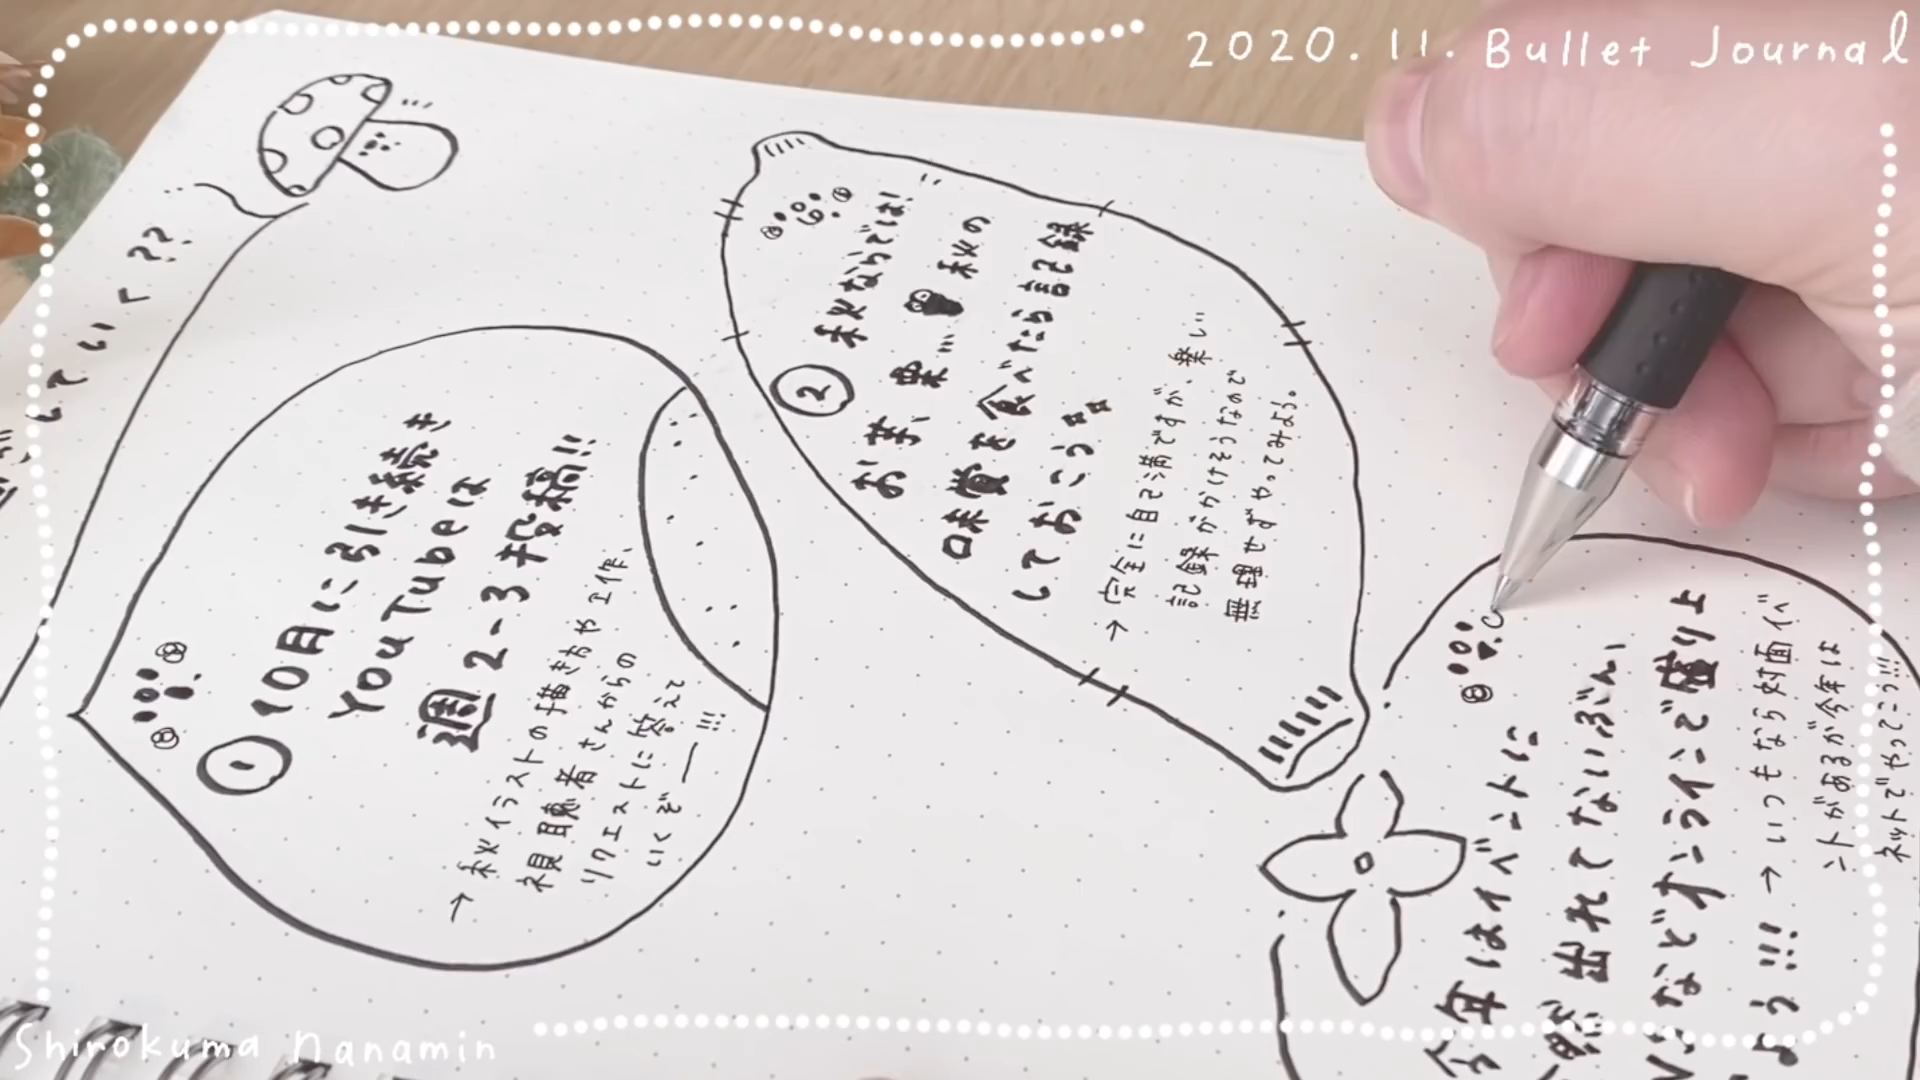 2020.11. Bullet Journal
していく??
①
10月に引き続き
YouTubeは
週2-3投稿!!
→ 秋イラストの描き方や工作、
視聴者さんからの
リクエストに答えて
いくぞー!!!
② 秋ならでは!
お芋、栗…秋の
味覚を食べたら記録
しておこう
→ 完全に自己満ですが、楽しい
記録がかけそうなので
無理せずやってみよう。
年はイベントに
出れてないぶん、
などオンラインで盛り上
よう!!! → いつもなら対面イベ
ントがあるが今年は
ネットでやってこう!!!
Shirokuma nanamin